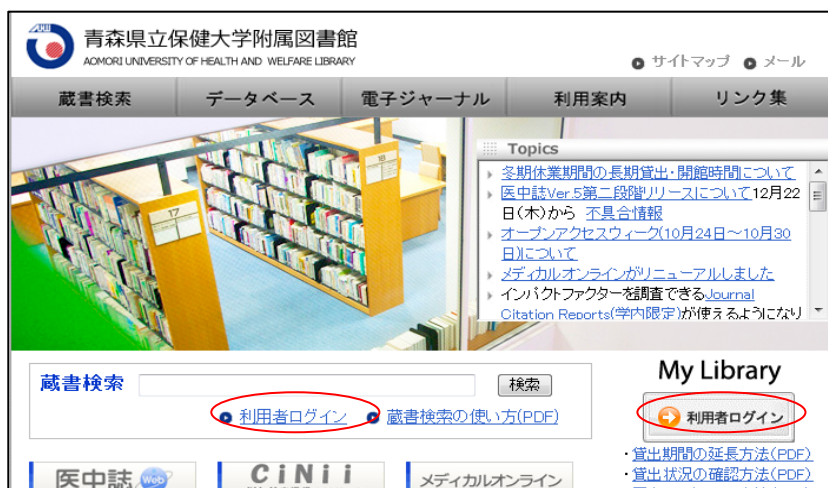 青森県立保健大学附属図書館
AOMORI UNIVERSITY OF HEALTH AND WELFARE LIBRARY
サイトマップ メール
蔵書検索 データベース 電子ジャーナル 利用案内 リンク集
17
18
Topics
冬期休業期間の長期貸出・開館時間について
医中誌Ver.5第二段階リリースについて12月22
日(木)から 不具合情報
オープンアクセスウィーク(10月24日~10月30
日)について
メディカルオンラインがリニューアルしました
インパクトファクターを調査できるJournal
Citation Reports(学内限定)が使えるようになり
蔵書検索 検索
利用者ログイン 蔵書検索の使い方(PDF)
My Library
利用者ログイン
・貸出期間の延長方法(PDF)
・貸出状況の確認方法(PDF)
医中誌 Web
CiNii
メディカルオンライン